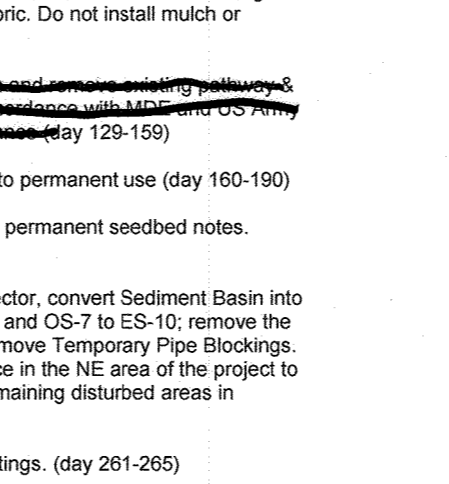 oric. Do not install mulch or
and remove existing pathway &
cordance with MDE and US Army
(day 129-159)
to permanent use (day 160-190)
permanent seedbed notes.
ector, convert Sediment Basin into
and OS-7 to ES-10; remove the
move Temporary Pipe Blockings.
ce in the NE area of the project to
maining disturbed areas in
tings. (day 261-265)